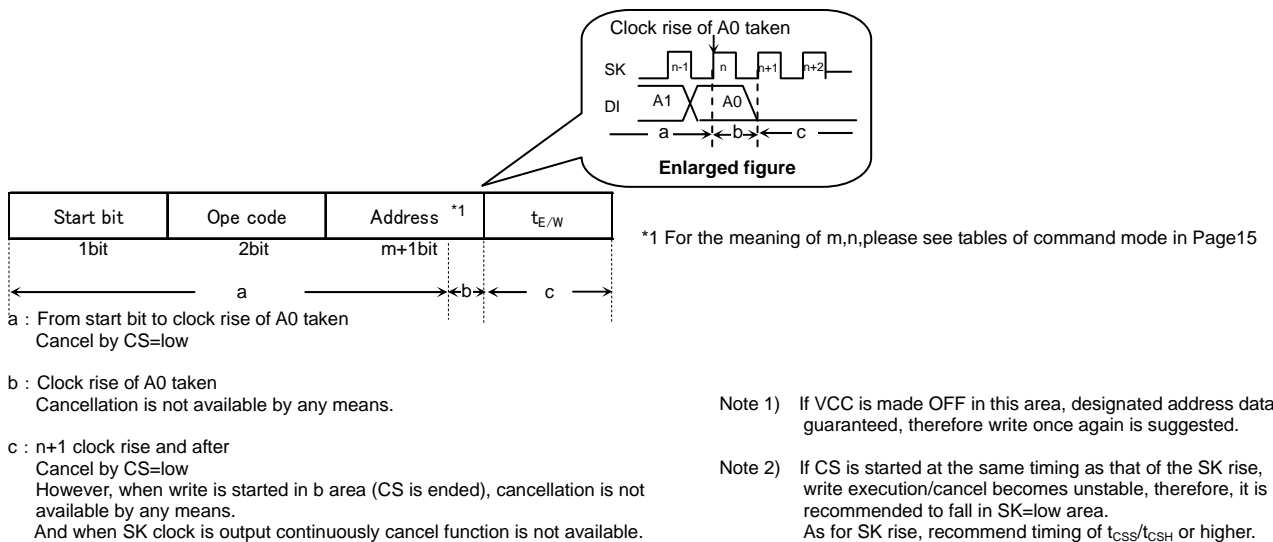 Clock rise of A0 taken
SK n-1 n n+1 n+2
DI A1 A0
a b c
Enlarged figure
Start bit Ope code Address *1 tE/W
1bit 2bit m+1bit
*1 For the meaning of m,n,please see tables of command mode in Page15
a b c
a : From start bit to clock rise of A0 taken
Cancel by CS=low
b : Clock rise of A0 taken
Cancellation is not available by any means.
c : n+1 clock rise and after
Cancel by CS=low
However, when write is started in b area (CS is ended), cancellation is not
available by any means.
And when SK clock is output continuously cancel function is not available.
Note 1) If VCC is made OFF in this area, designated address data
guaranteed, therefore write once again is suggested.
Note 2) If CS is started at the same timing as that of the SK rise,
write execution/cancel becomes unstable, therefore, it is
recommended to fall in SK=low area.
As for SK rise, recommend timing of tCSS/tCSH or higher.